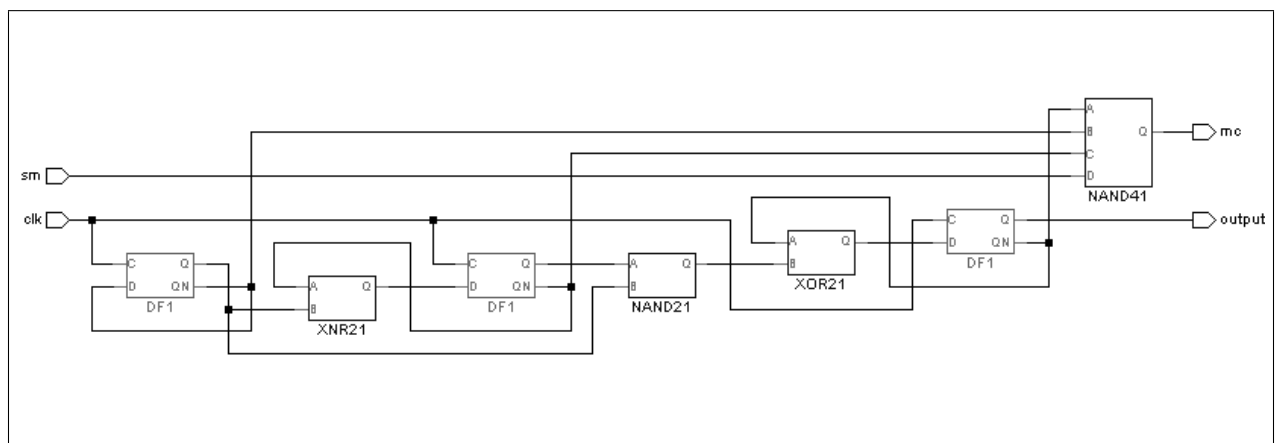 A
B Q mc
C
sm D
NAND41
clk C Q output
A Q D QN
B DF1
XOR21
C Q C Q A Q
D QN A Q D QN B
DF1 B DF1 NAND21
XNR21